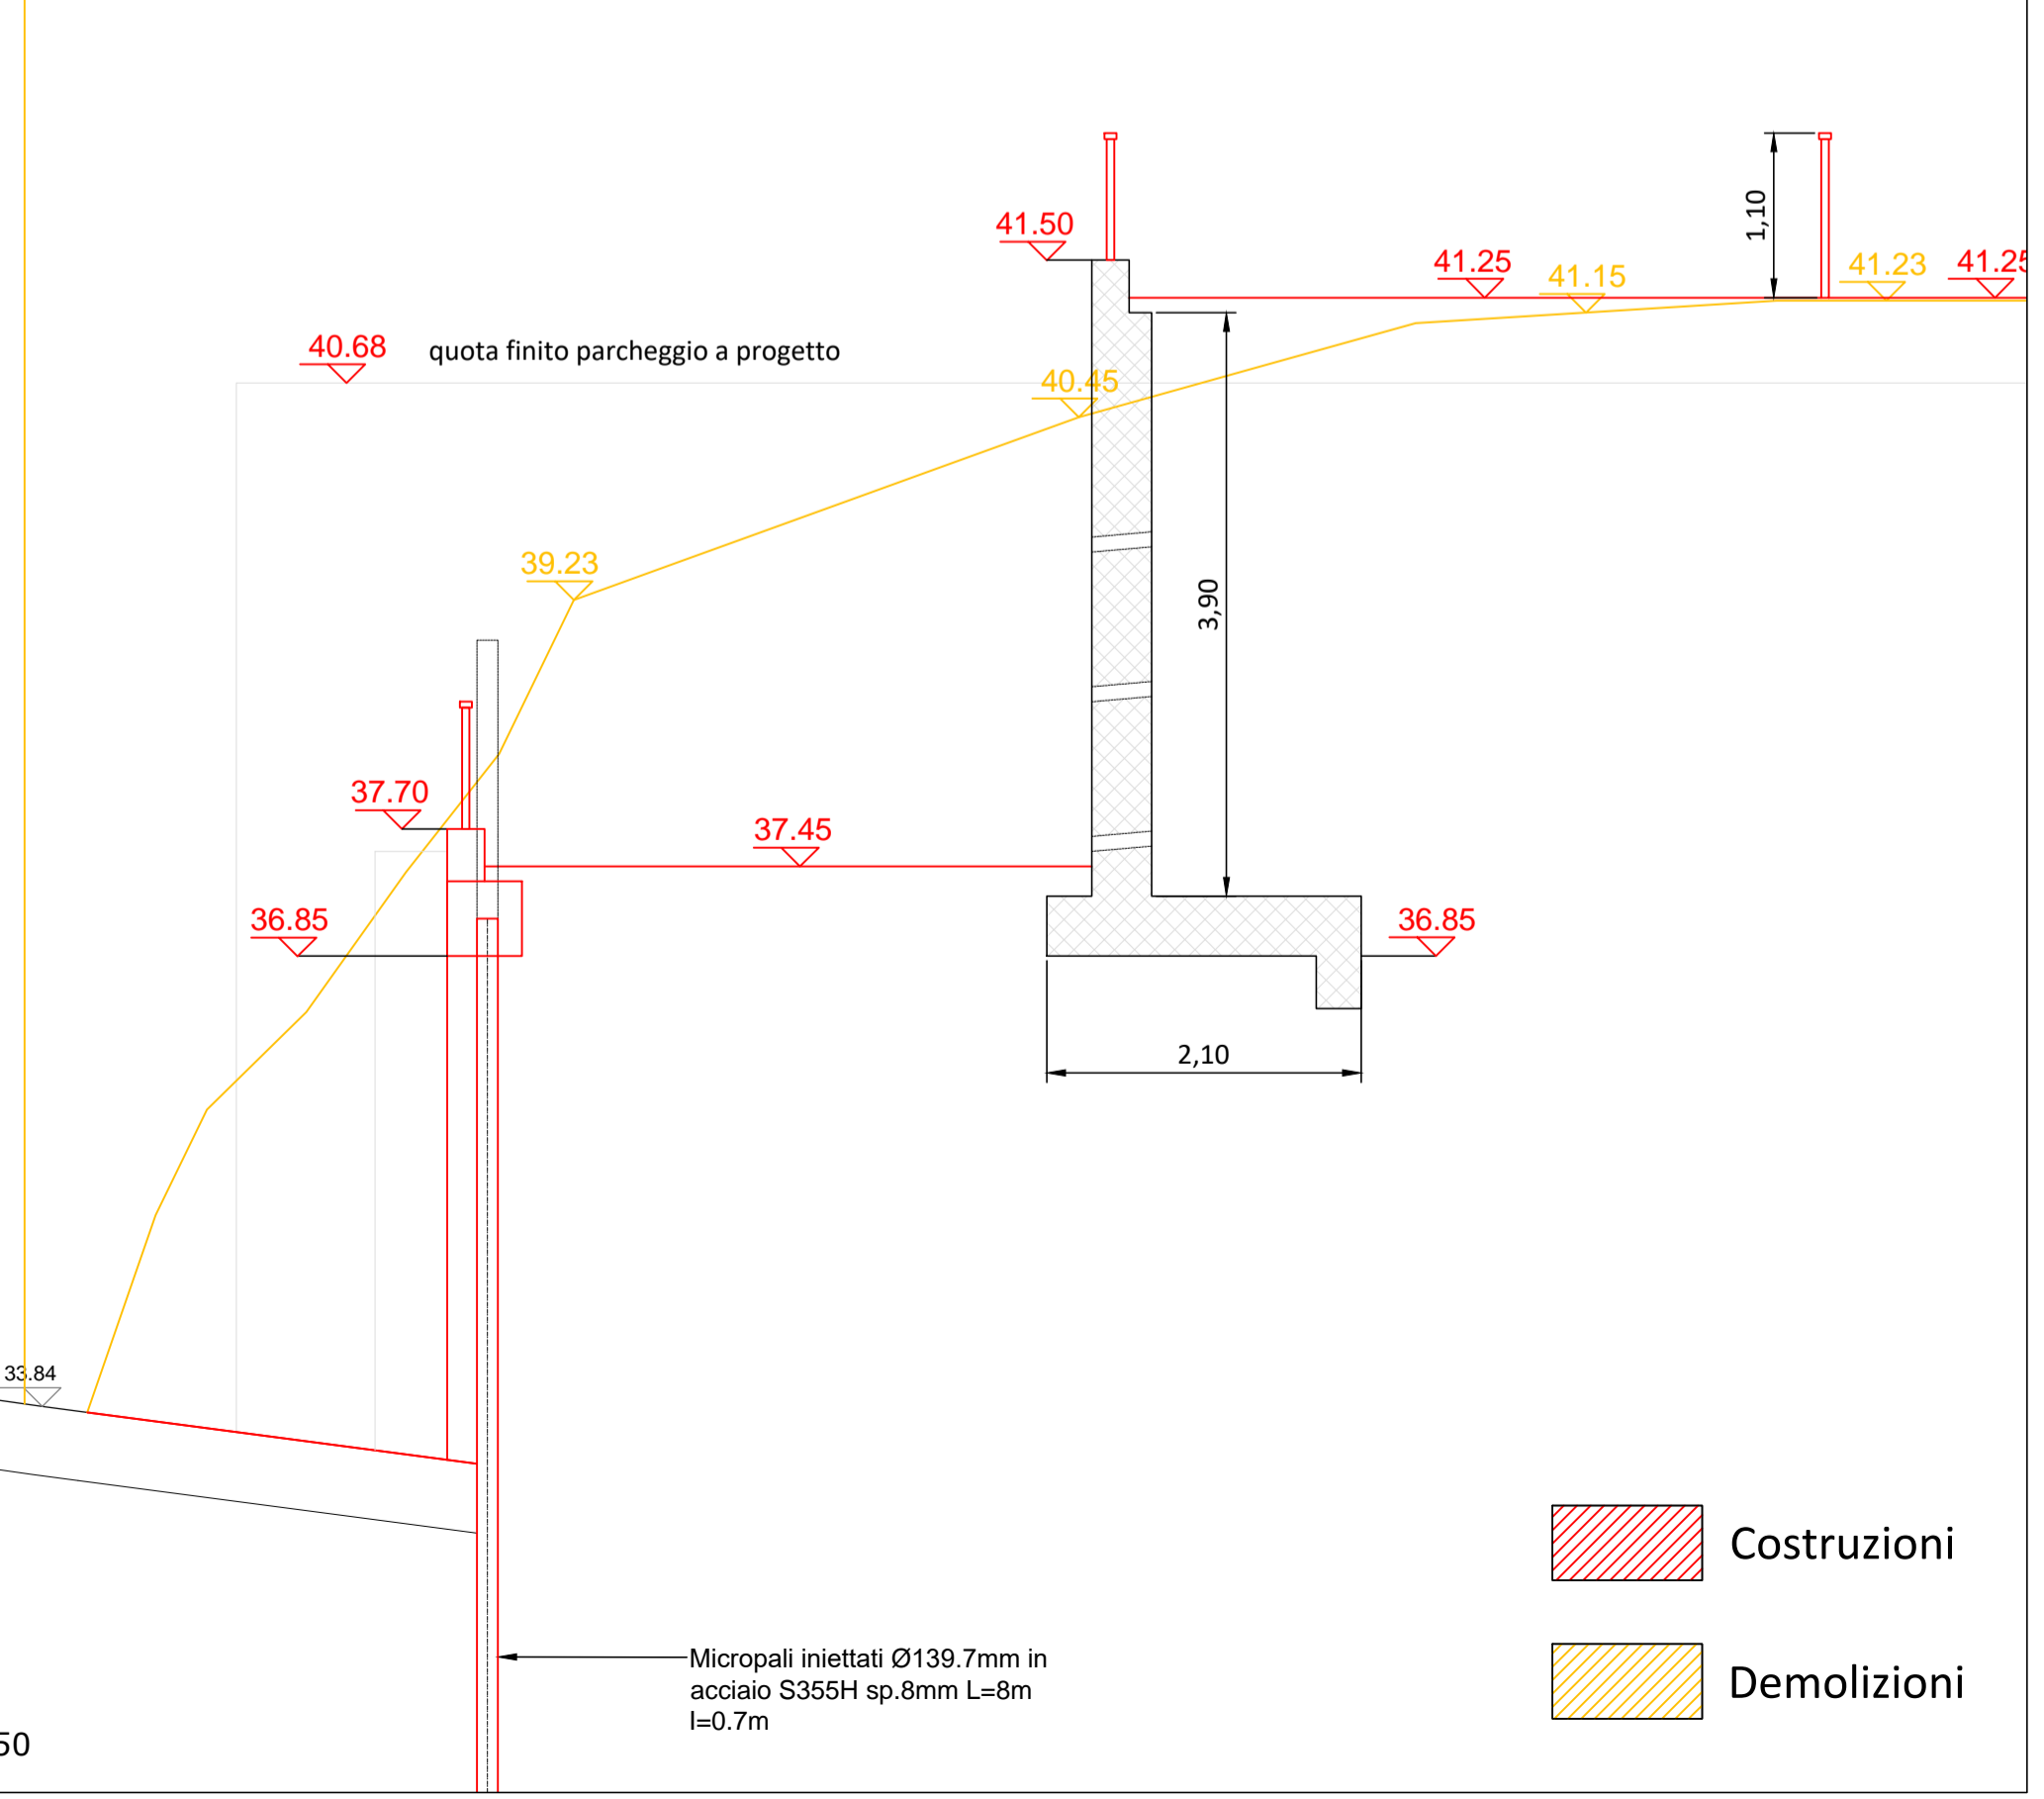 41.50
1,10
41.25
41.15
41.23
41.25
40.68
quota finito parcheggio a progetto
40.45
39.23
3,90
37.70
37.45
36.85
36.85
2,10
33.84
Costruzioni
Micropali iniettati Ø139.7mm in
acciaio S355H sp.8mm L=8m
I=0.7m
Demolizioni
50